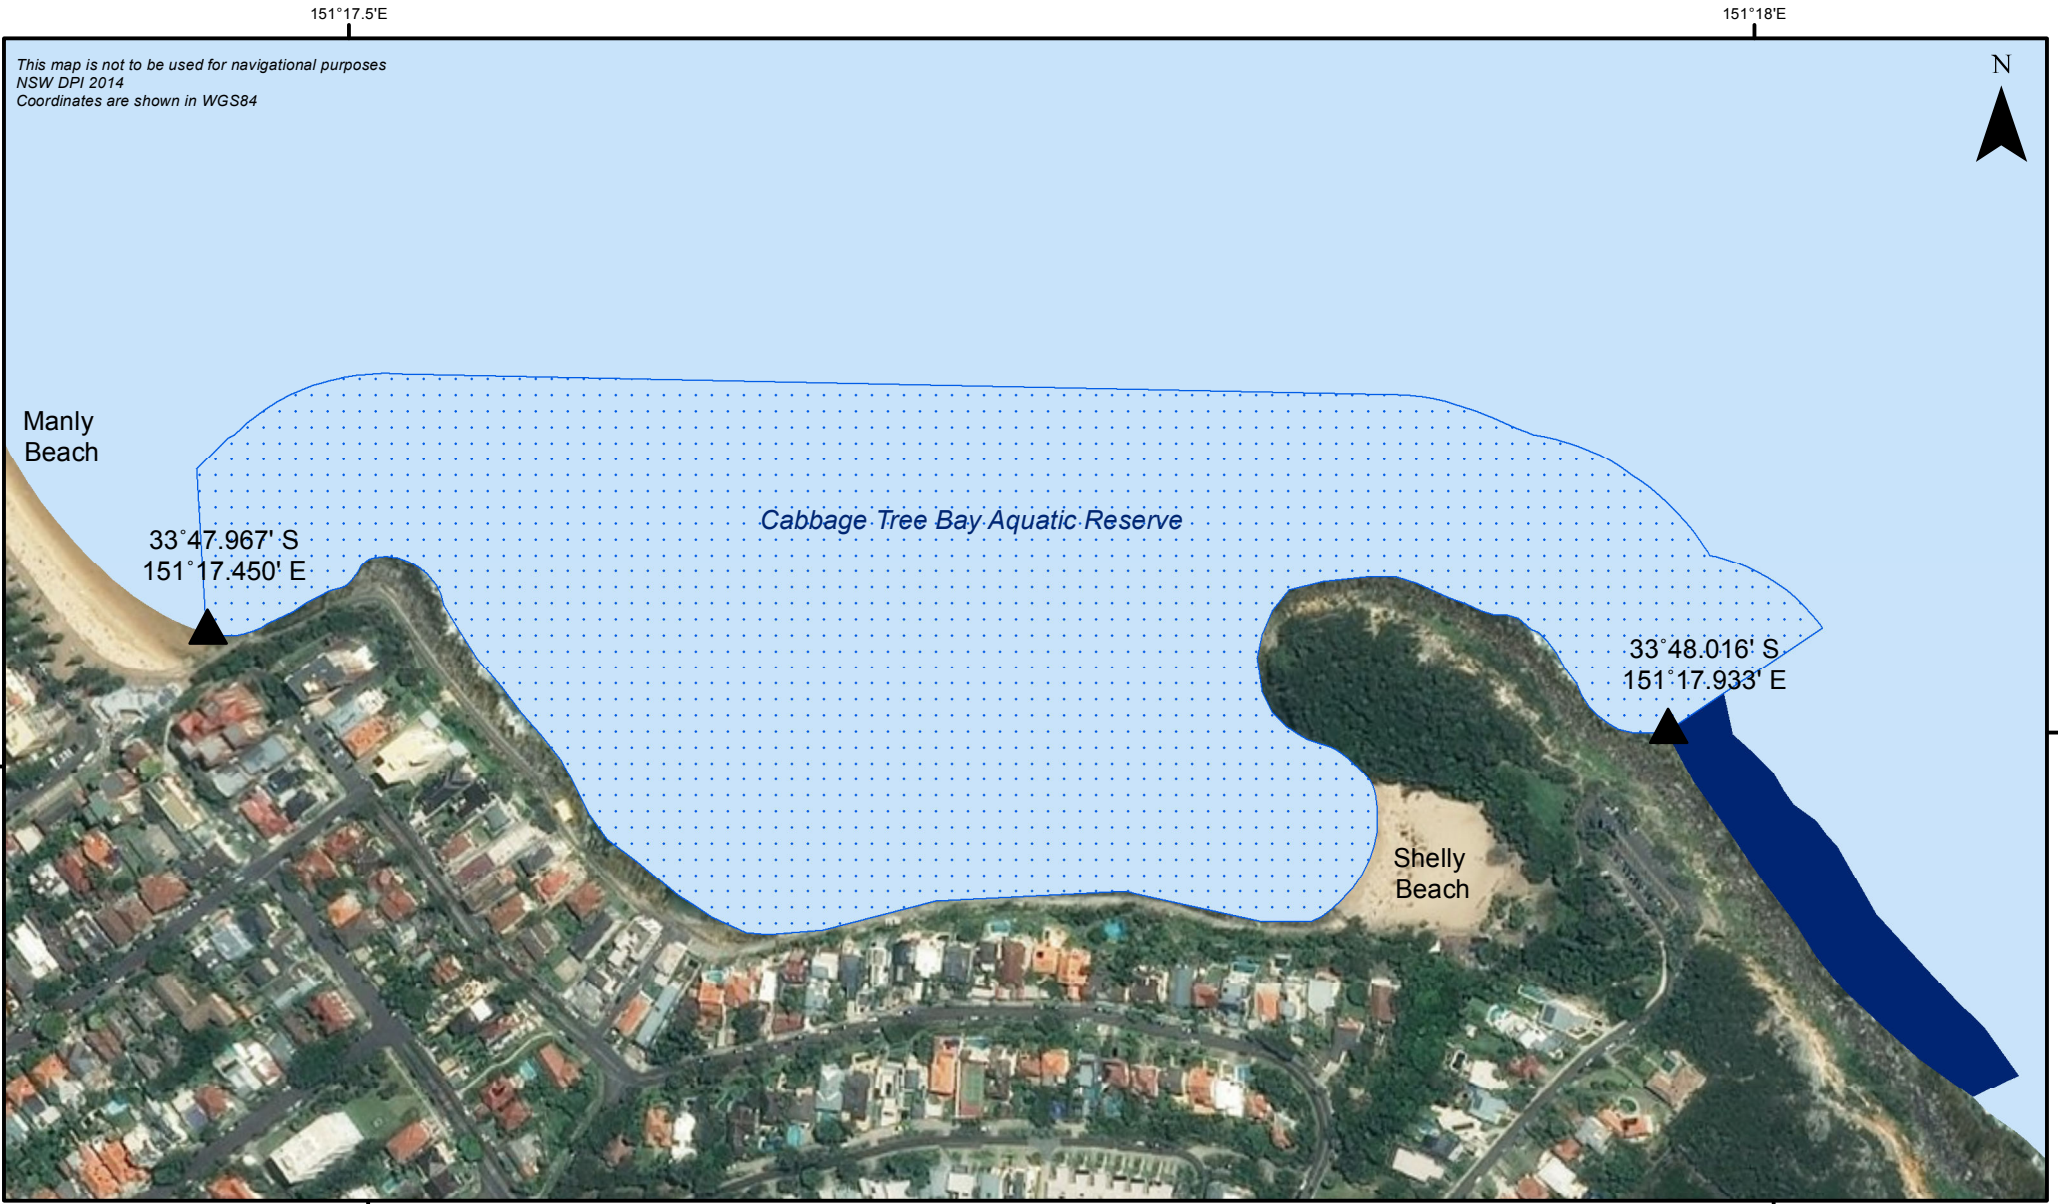 151°17.5'E
151°18'E
This map is not to be used for navigational purposes
NSW DPI 2014
Coordinates are shown in WGS84
N
Manly
Beach
Cabbage Tree Bay Aquatic Reserve
33°47.967' S
151°17.450' E
33°48.016' S
151°17.933' E
Shelly
Beach